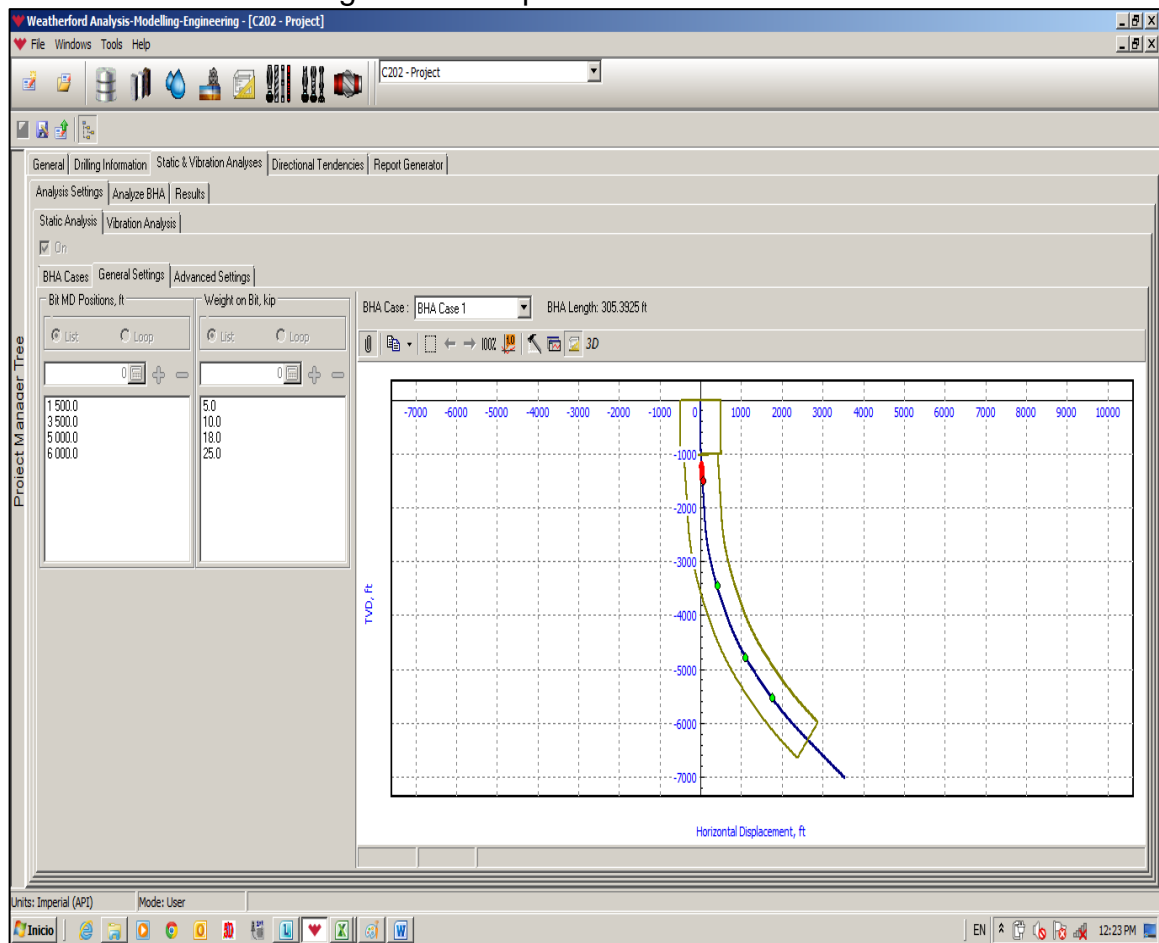 Weatherford Analysis-Modelling-Engineering - [C202 - Project]
File Windows Tools Help
C202 - Project
General Drilling Information Static & Vibration Analyses Directional Tendencies Report Generator
Analysis Settings Analyze BHA Results
Static Analysis Vibration Analysis
On
BHA Cases General Settings Advanced Settings
Bit MD Positions, ft Weight on Bit, kip
BHA Case : BHA Case 1 BHA Length: 305.3925 ft
List Loop List Loop
100% 3D
0 0
1 500.0 5.0
3 500.0 10.0
5 000.0 18.0
6 000.0 25.0
Project Manager Tree
-7000 -6000 -5000 -4000 -3000 -2000 -1000 0 1000 2000 3000 4000 5000 6000 7000 8000 9000 10000
-1000
-2000
-3000
-4000
-5000
-6000
-7000
TVD, ft
Horizontal Displacement, ft
Units: Imperial (API) Mode: User
Inicio EN 12:23 PM